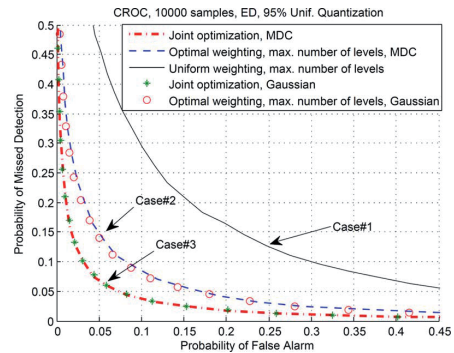 CROC, 10000 samples, ED, 95% Unif. Quantization
Joint optimization, MDC
Optimal weighting, max. number of levels, MDC
Uniform weighting, max. number of levels
Joint optimization, Gaussian
Optimal weighting, max. number of levels, Gaussian
Probability of Missed Detection
0.5
0.45
0.4
0.35
0.3
0.25
0.2
0.15
0.1
0.05
0
Case#1
Case#2
Case#3
0 0.05 0.1 0.15 0.2 0.25 0.3 0.35 0.4 0.45
Probability of False Alarm